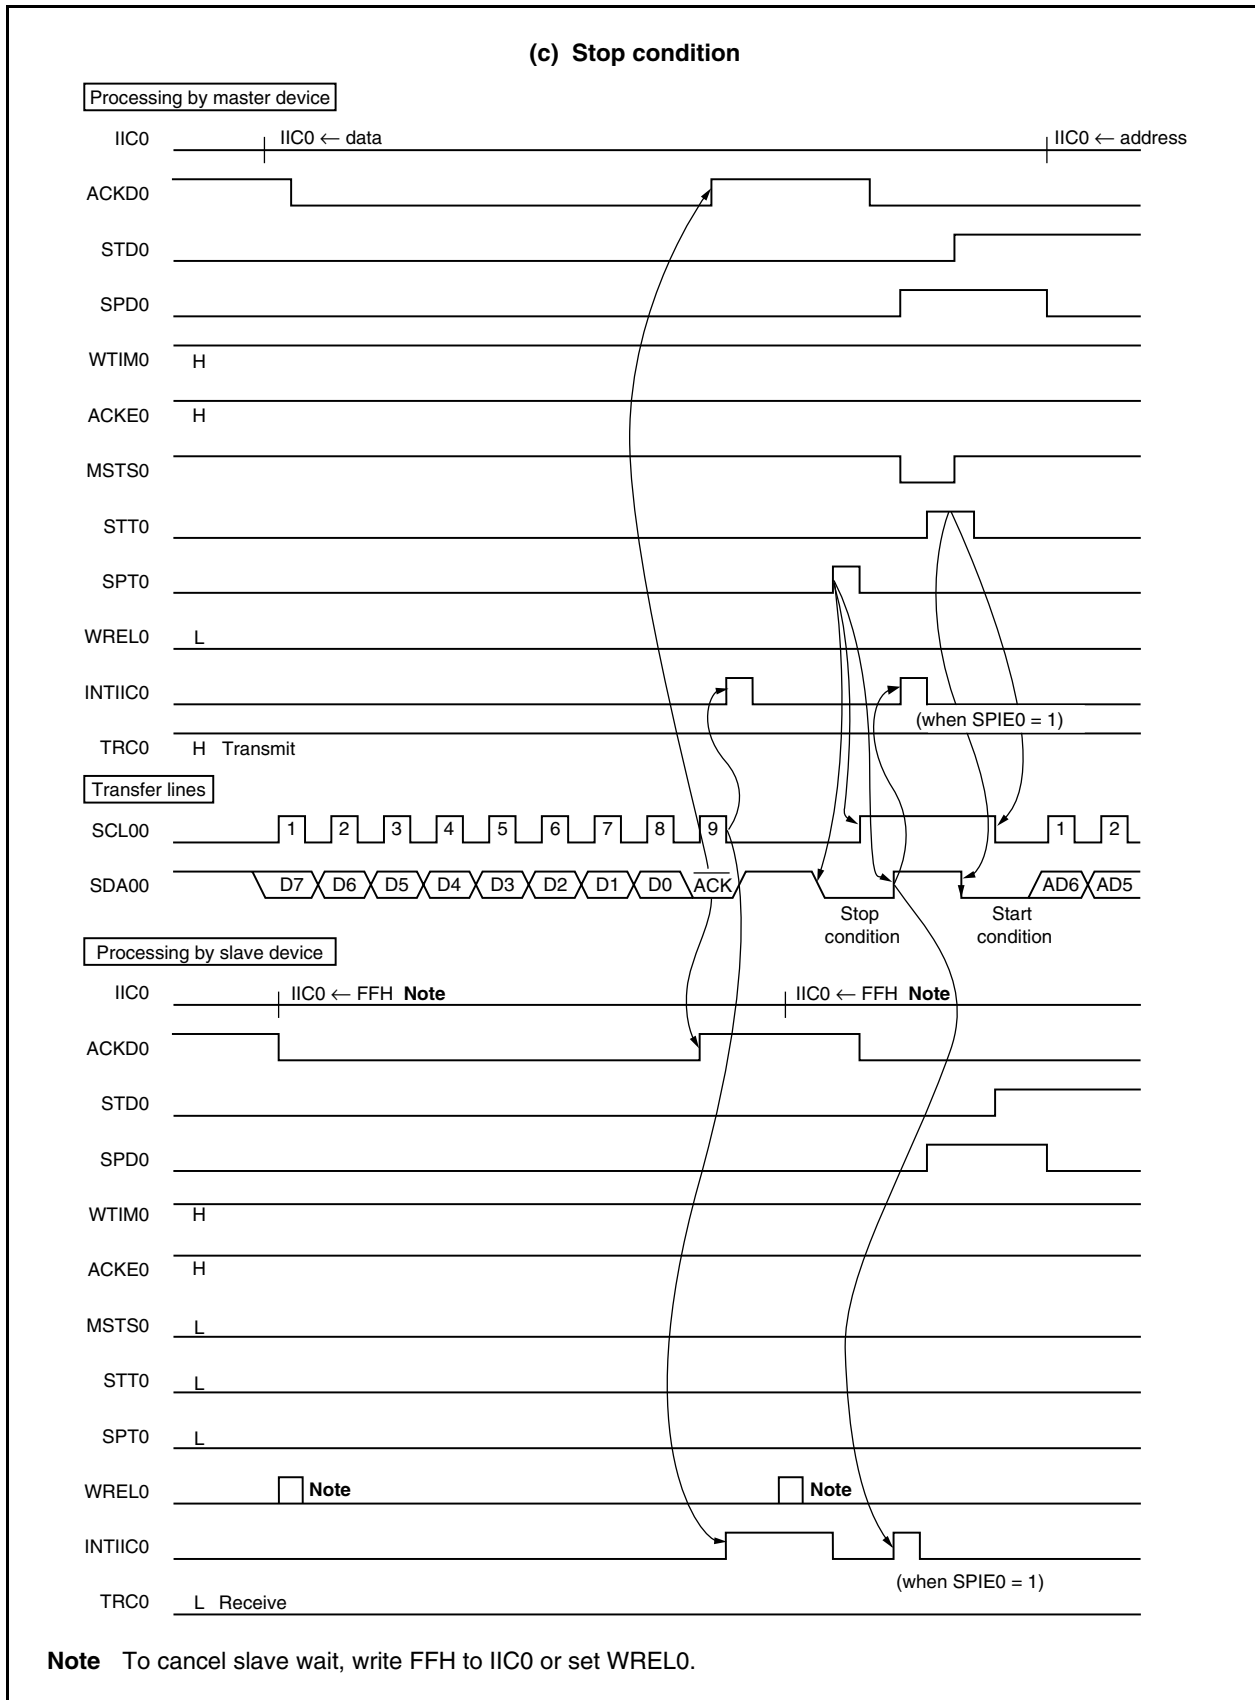 (c) Stop condition
Processing by master device
IIC0 IIC0 ← data IIC0 ← address
ACKD0
STD0
SPD0
WTIM0 H
ACKE0 H
MSTS0
STT0
SPT0
WREL0 L
INTIIC0
(when SPIE0 = 1)
TRC0 H Transmit
Transfer lines
SCL00 1 2 3 4 5 6 7 8 9 1 2
SDA00 D7 D6 D5 D4 D3 D2 D1 D0 ACK AD6 AD5
Stop condition
Start condition
Processing by slave device
IIC0 IIC0 ← FFH Note IIC0 ← FFH Note
ACKD0
STD0
SPD0
WTIM0 H
ACKE0 H
MSTS0 L
STT0 L
SPT0 L
WREL0 Note Note
INTIIC0
(when SPIE0 = 1)
TRC0 L Receive
Note To cancel slave wait, write FFH to IIC0 or set WREL0.